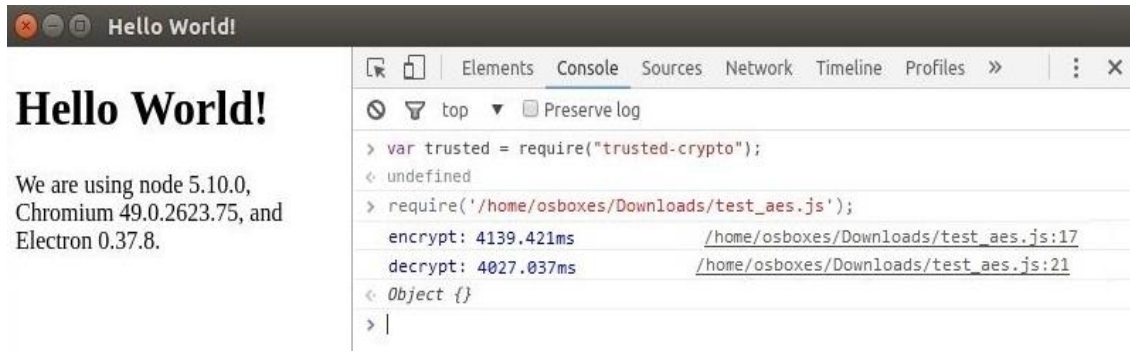 Hello World!
Elements Console Sources Network Timeline Profiles »
top ▼ Preserve log
Hello World!
We are using node 5.10.0,
Chromium 49.0.2623.75, and
Electron 0.37.8.
> var trusted = require("trusted-crypto");
< undefined
> require('/home/osboxes/Downloads/test_aes.js');
encrypt: 4139.421ms /home/osboxes/Downloads/test_aes.js:17
decrypt: 4027.037ms /home/osboxes/Downloads/test_aes.js:21
< Object {}
>